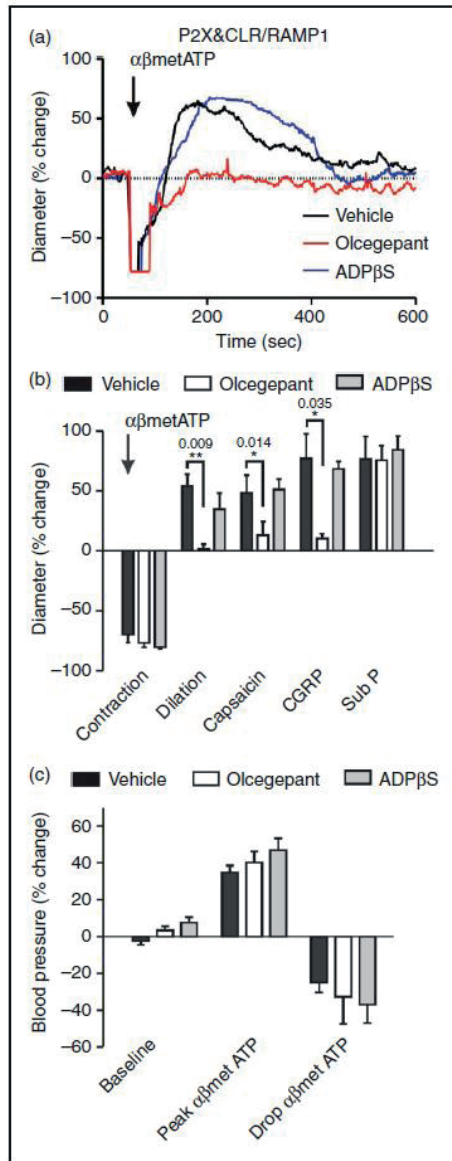 (a) P2X&CLR/RAMP1
αβmetATP
Diameter (% change)
100
50
0
−50
−100
Vehicle
Olcegepant
ADPβS
0 200 400 600
Time (sec)
(b) Vehicle Olcegepant ADPβS
αβmetATP
Diameter (% change)
100
50
0
−50
−100
0.009
**
0.014
*
0.035
*
Contraction
Dilation
Capsaicin
CGRP
Sub P
(c) Vehicle Olcegepant ADPβS
Blood pressure (% change)
60
40
20
0
−20
−40
−60
Baseline
Peak αβmet ATP
Drop αβmet ATP